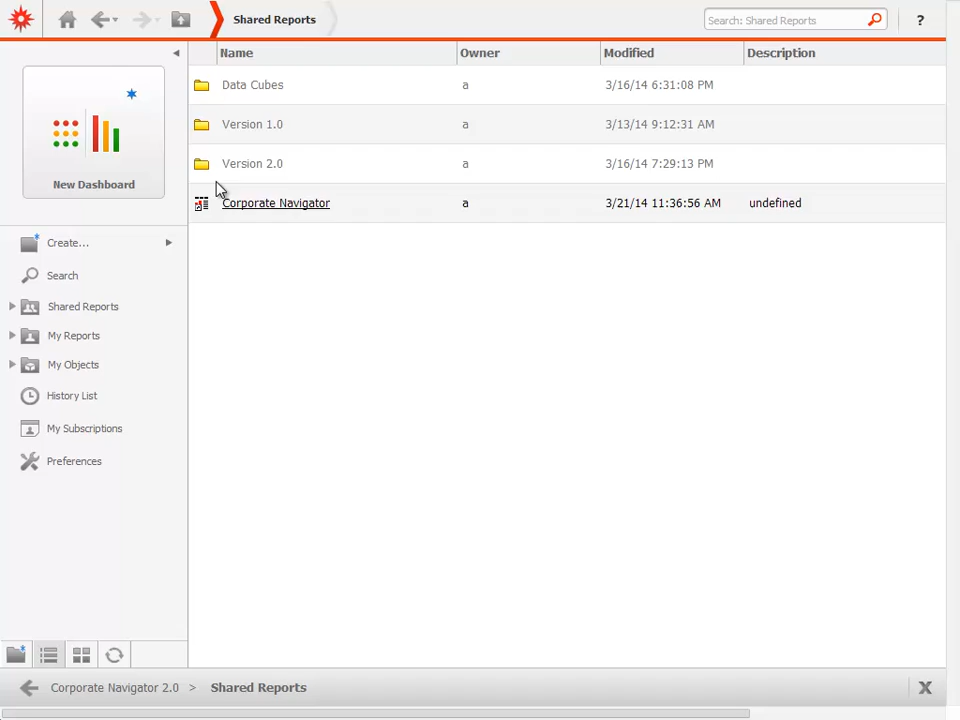 Shared Reports
Search: Shared Reports
?
Name Owner Modified Description
Data Cubes a 3/16/14 6:31:08 PM
Version 1.0 a 3/13/14 9:12:31 AM
Version 2.0 a 3/16/14 7:29:13 PM
Corporate Navigator a 3/21/14 11:36:56 AM undefined
New Dashboard
Create...
Search
Shared Reports
My Reports
My Objects
History List
My Subscriptions
Preferences
Corporate Navigator 2.0 > Shared Reports
X